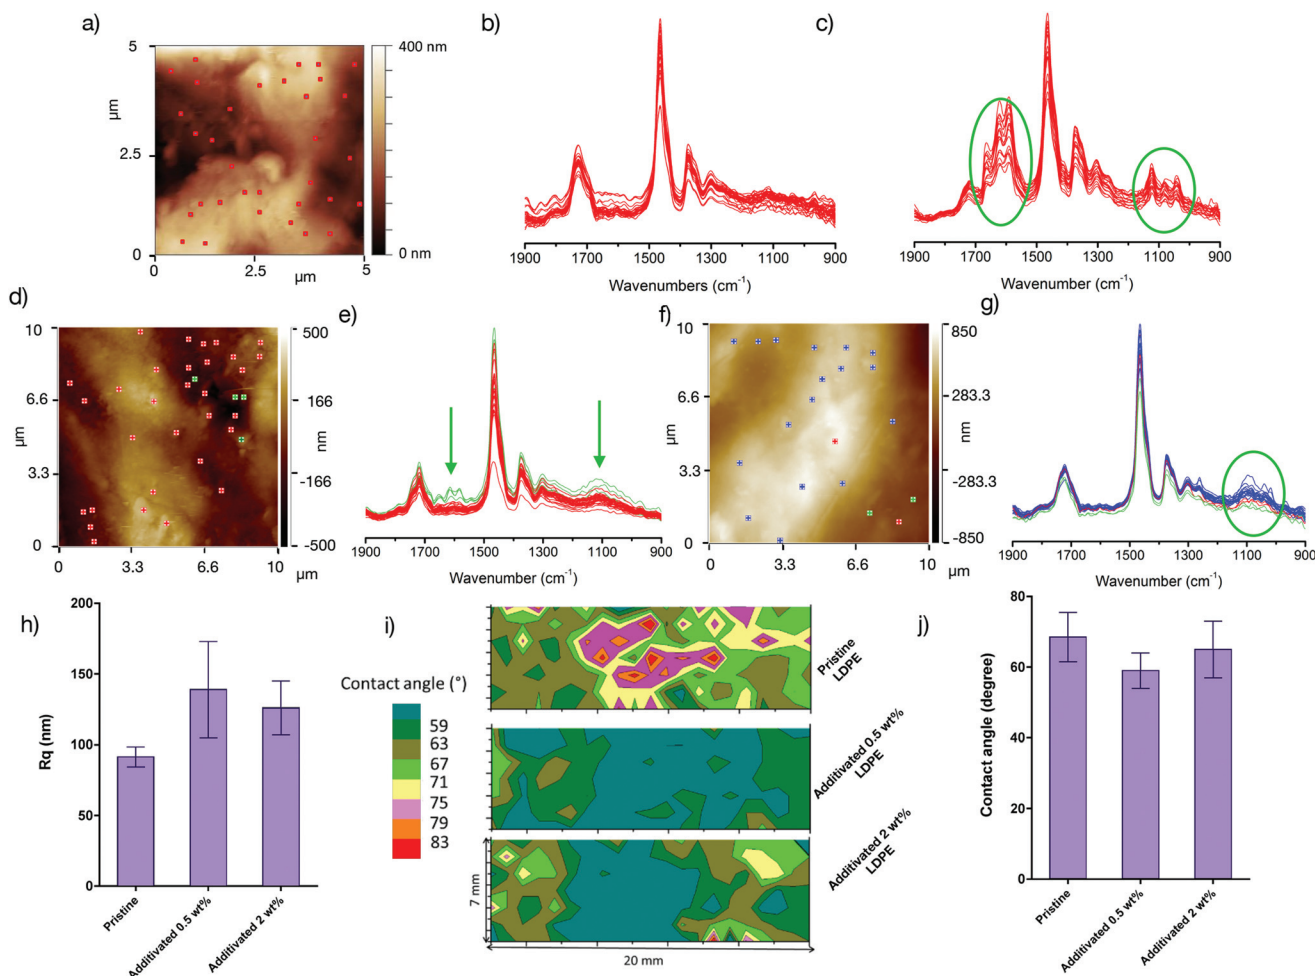 a)
5
μm
2.5
0
0
2.5
5
μm
400 nm
0 nm
b)
1900
1700
1500
1300
1100
900
Wavenumbers (cm-1)
c)
1900
1700
1500
1300
1100
900
Wavenumber (cm-1)
d)
10
6.6
μm
3.3
0
0
3.3
6.6
10
μm
500
166
nm
-166
-500
e)
1900
1700
1500
1300
1100
900
Wavenumber (cm-1)
f)
10
6.6
μm
3.3
0
0
3.3
6.6
10
μm
850
283.3
nm
-283.3
-850
g)
1900
1700
1500
1300
1100
900
Wavenumber (cm-1)
h)
200
150
100
50
0
Rq (nm)
Pristine
Additivated 0.5 wt%
Additivated 2 wt%
i)
Contact angle (°)
59
63
67
71
75
79
83
Pristine
LDPE
Additivated 0.5 wt%
LDPE
Additivated 2 wt%
LDPE
7 mm
20 mm
j)
80
60
40
20
0
Contact angle (degree)
Pristine
Additivated 0.5 wt%
Additivated 2 wt%